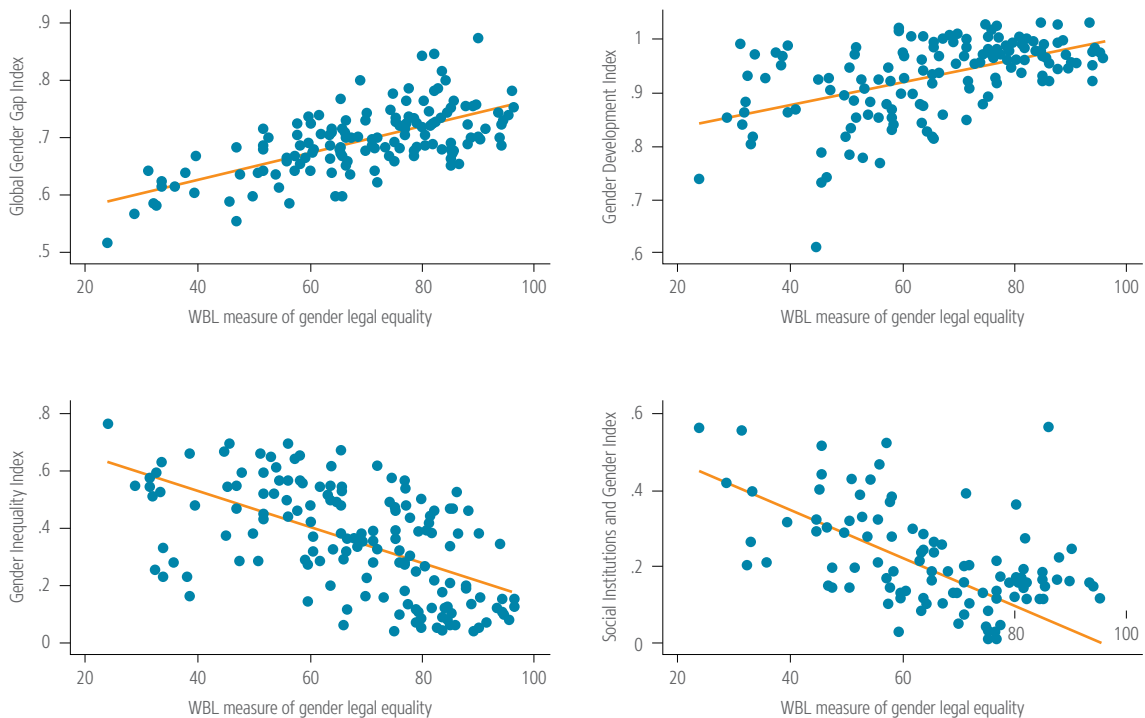 Global Gender Gap Index
.9
.8
.7
.6
.5
20 40 60 80 100
WBL measure of gender legal equality
Gender Development Index
1
.9
.8
.7
.6
20 40 60 80 100
WBL measure of gender legal equality
Gender Inequality Index
.8
.6
.4
.2
0
20 40 60 80 100
WBL measure of gender legal equality
Social Institutions and Gender Index
.6
.4
.2
0
20 40 60 80 100
WBL measure of gender legal equality